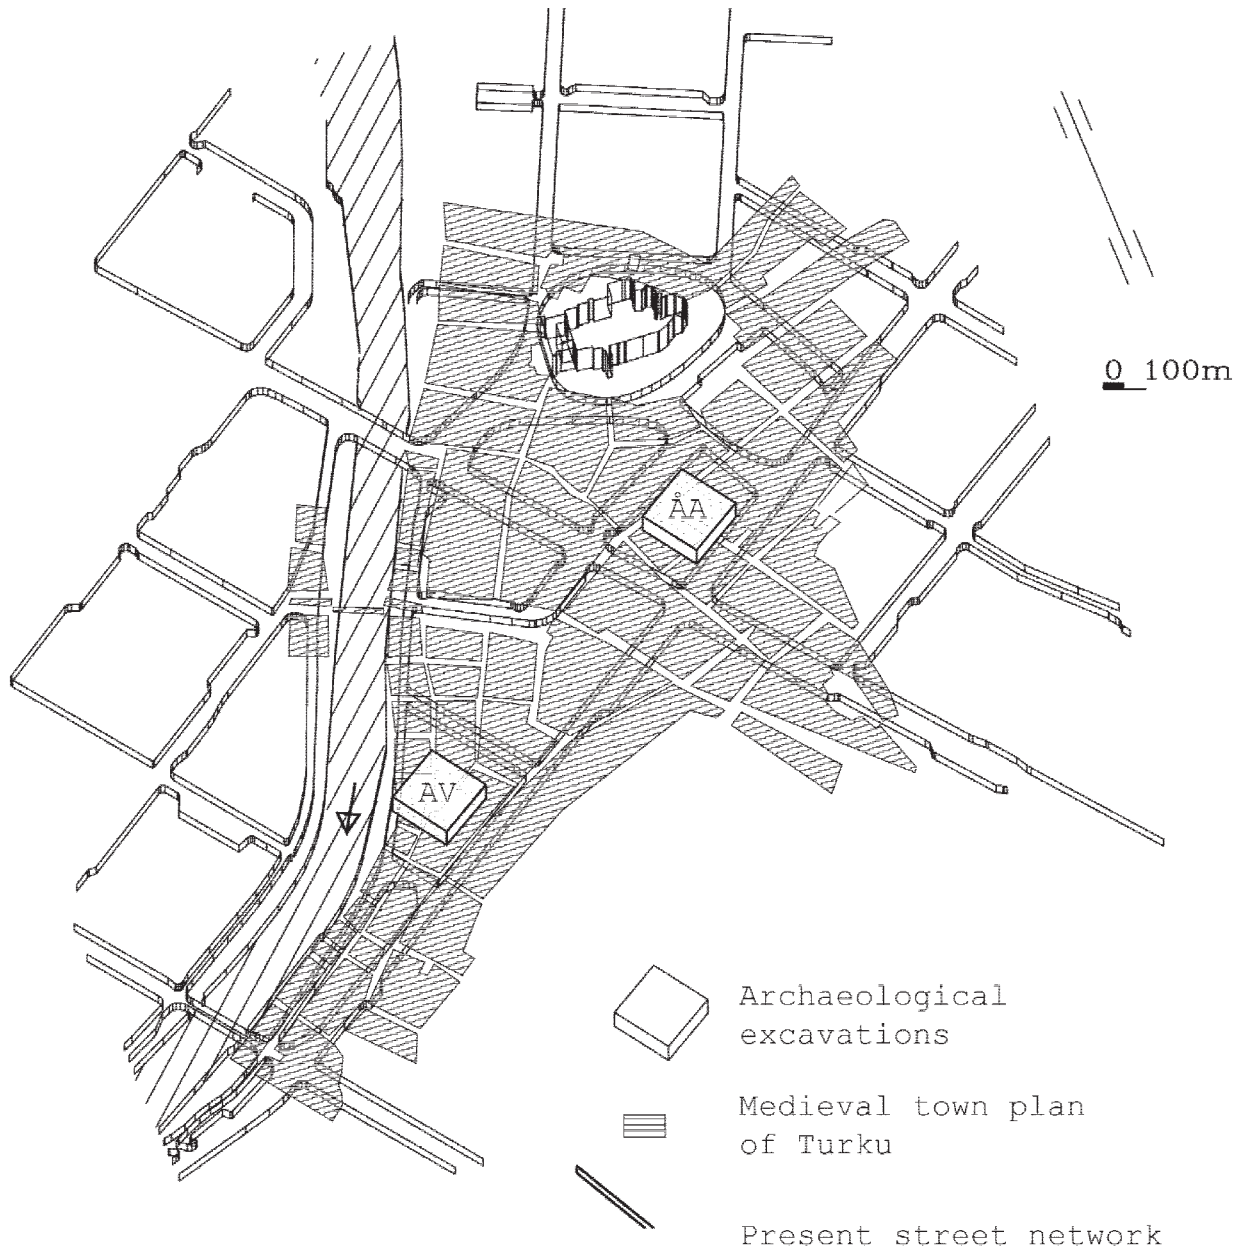 0 100m
ÅA
AV
Archaeological
excavations
Medieval town plan
of Turku
Present street network